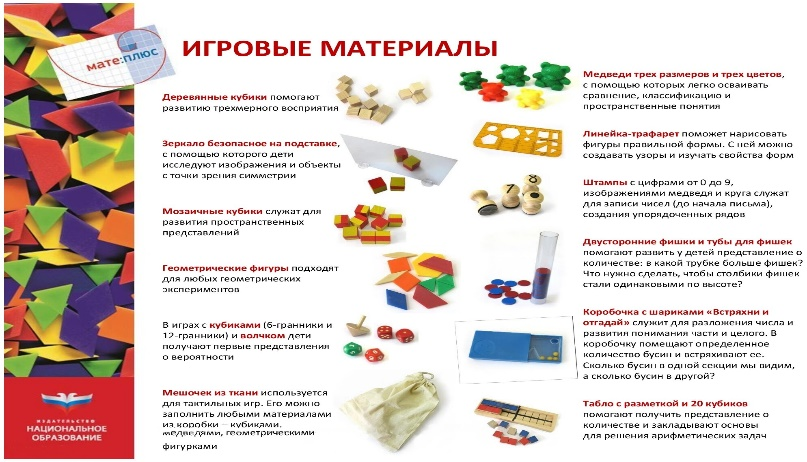 мате:плюс
ИГРОВЫЕ МАТЕРИАЛЫ
Деревянные кубики помогают
развитию трехмерного восприятия
Зеркало безопасное на подставке,
с помощью которого дети
исследуют изображения и объекты
с точки зрения симметрии
Мозаичные кубики служат для
развития пространственных
представлений
Геометрические фигуры подходят
для любых геометрических
экспериментов
В играх с кубиками (6-гранники и
12-гранники) и волчком дети
получают первые представления
о вероятности
Мешочек из ткани используется
для тактильных игр. Его можно
заполнить любыми материалами
из коробки – кубиками,
медведями, геометрическими
фигурками
Медведи трех размеров и трех цветов,
с помощью которых легко осваивать
сравнение, классификацию и
пространственные понятия
Линейка-трафарет поможет нарисовать
фигуры правильной формы. С ней можно
создавать узоры и изучать свойства форм
Штампы с цифрами от 0 до 9,
изображениями медведя и круга служат
для записи чисел (до начала письма),
создания упорядоченных рядов
Двусторонние фишки и тубы для фишек
помогают развить у детей представление о
количестве: в какой трубке больше фишек?
Что нужно сделать, чтобы столбики фишек
стали одинаковыми по высоте?
Коробочка с шариками «Встряхни и
отгадай» служит для разложения числа и
развития понимания части и целого. В
коробочку помещают определенное
количество бусин и встряхивают ее.
Сколько бусин в одной секции мы видим,
а сколько бусин в другой?
Табло с разметкой и 20 кубиков
помогают получить представление о
количестве и закладывают основы
для решения арифметических задач
7
8
ИЗДАТЕЛЬСТВО
НАЦИОНАЛЬНОЕ
ОБРАЗОВАНИЕ